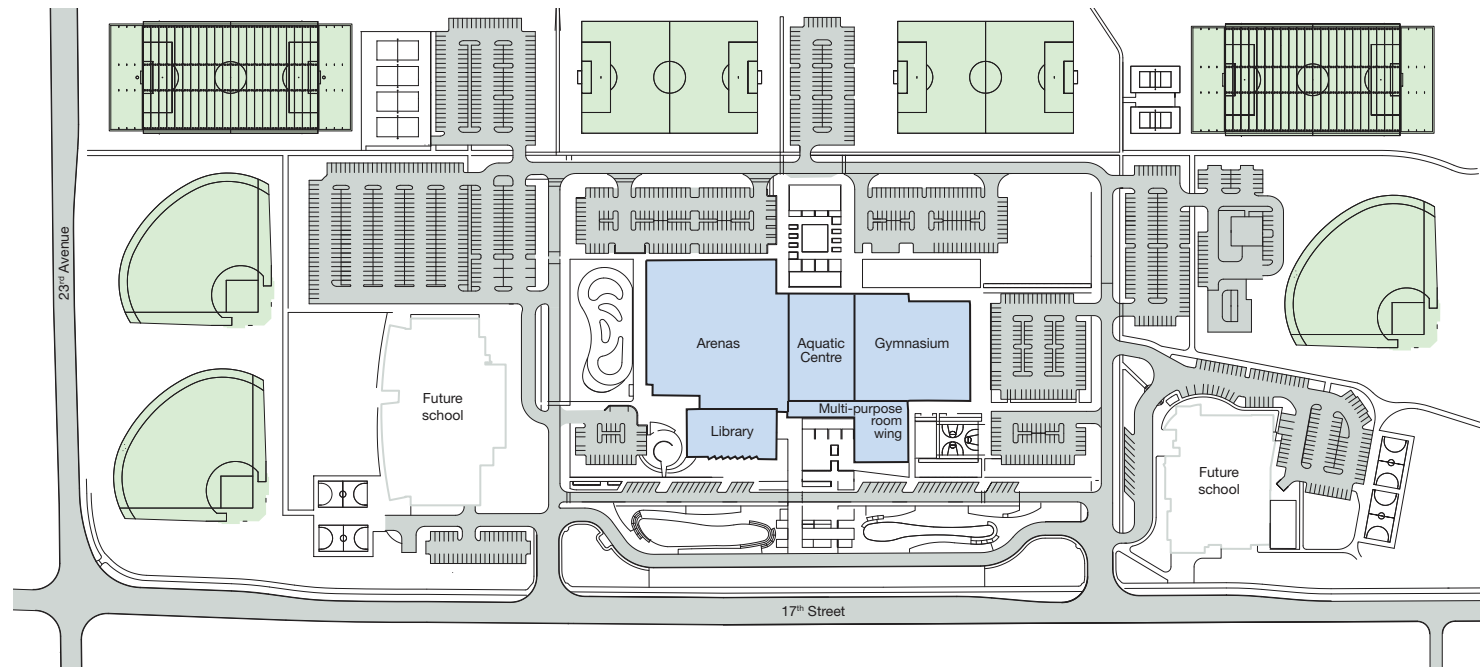 23rd Avenue
Arenas
Aquatic
Centre
Gymnasium
Future
school
Multi-purpose
room
wing
Library
Future
school
17th Street